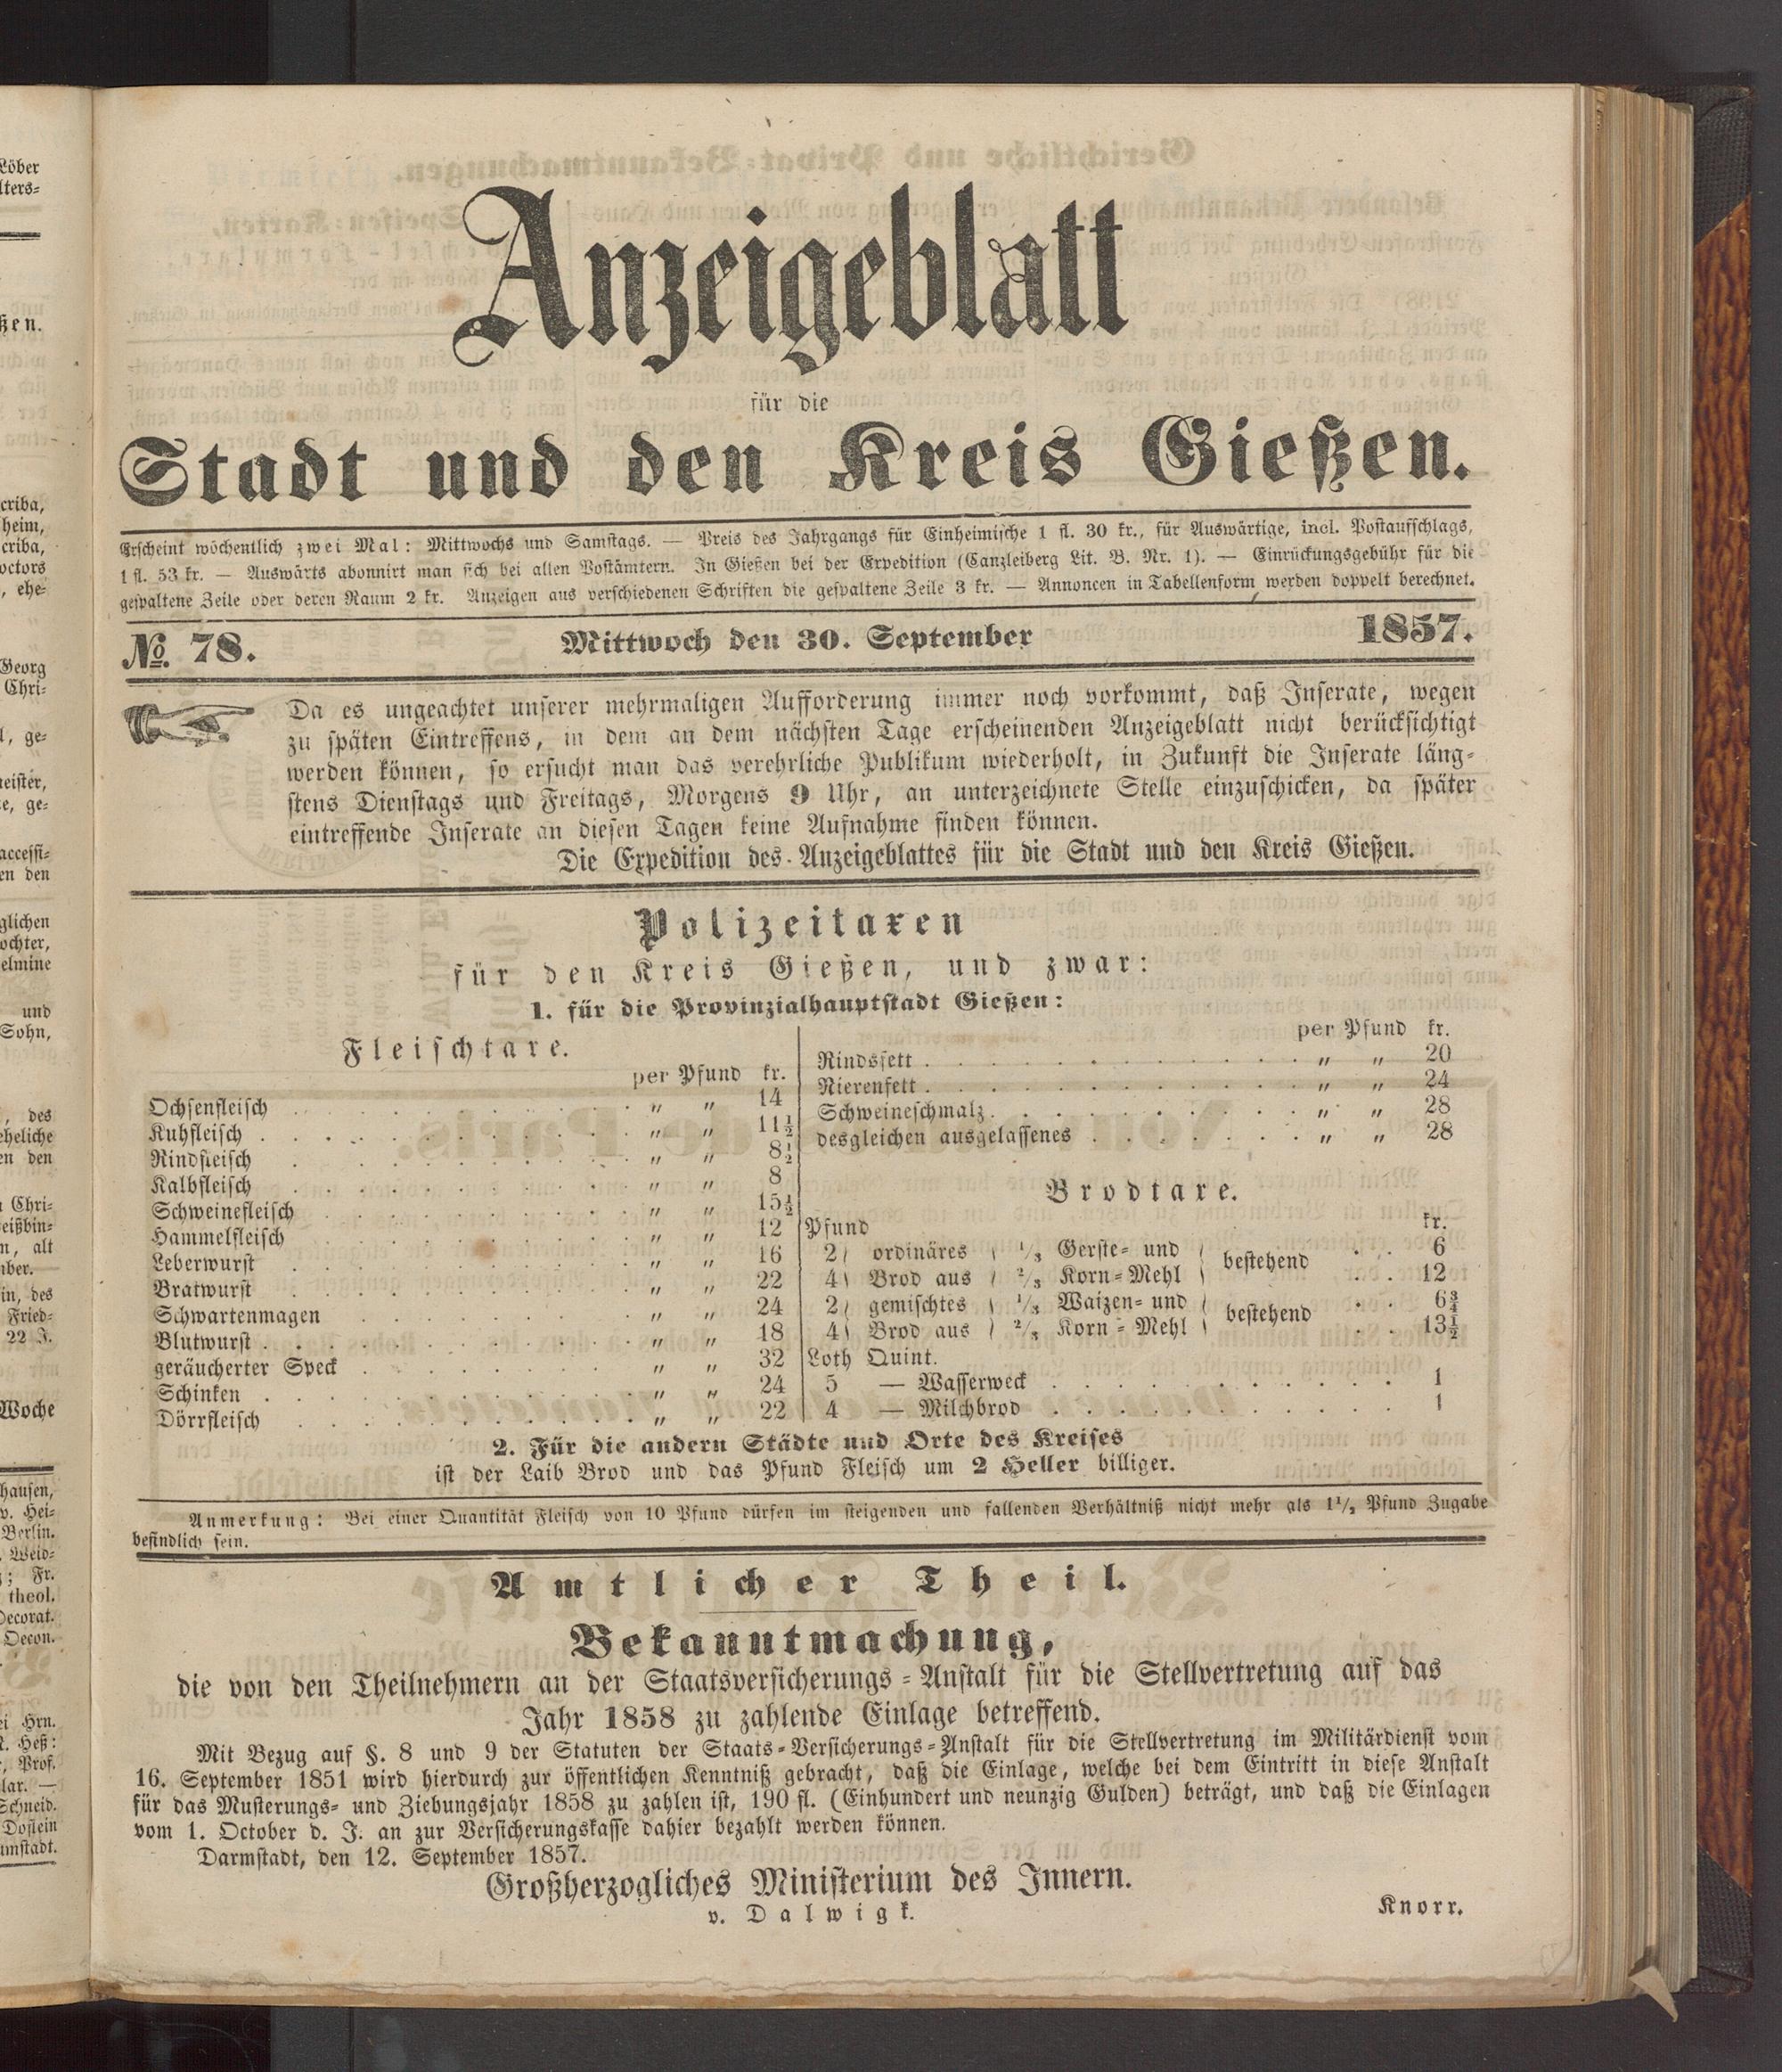 Anzeigeblatt
für die
Stadt und den Kreis Gießen.
Erscheint wöchentlich zwei Mal: Mittwochs und Samstags. — Preis des Jahrgangs für Einheimische 1 fl. 30 kr., für Auswärtige, incl. Postaufschlags,
1 fl. 53 kr. — Auswärts abonnirt man sich bei allen Postämtern. In Gießen bei der Expedition (Canzleiberg Lit. B. Nr. 1). — Einrückungsgebühr für die
gespaltene Zeile oder deren Raum 2 kr. Anzeigen aus verschiedenen Schriften die gespaltene Zeile 3 kr. — Annoncen in Tabellenform werden doppelt berechnet.
№ 78. Mittwoch den 30. September 1857.
Da es ungeachtet unserer mehrmaligen Aufforderung immer noch vorkommt, daß Inserate, wegen
zu späten Eintreffens, in dem an dem nächsten Tage erscheinenden Anzeigeblatt nicht berücksichtigt
werden können, so ersucht man das verehrliche Publikum wiederholt, in Zukunft die Inserate läng-
stens Dienstags und Freitags, Morgens 9 Uhr, an unterzeichnete Stelle einzuschicken, da später
eintreffende Inserate an diesen Tagen keine Aufnahme finden können.
Die Expedition des Anzeigeblattes für die Stadt und den Kreis Gießen.
Polizeitaxen
für den Kreis Gießen, und zwar:
1. für die Provinzialhauptstadt Gießen:
Fleischtaxe.
per Pfund kr.
Ochsenfleisch . . . . . . . . . . „ „ 14
Kuhfleisch . . . . . . . . . . „ „ 11½
Rindfleisch . . . . . . . . . . „ „ 8½
Kalbfleisch . . . . . . . . . . „ „ 8
Schweinefleisch . . . . . . . . . . „ „ 15½
Hammelfleisch . . . . . . . . . . „ „ 12
Leberwurst . . . . . . . . . . „ „ 16
Bratwurst . . . . . . . . . . „ „ 22
Schwartenmagen . . . . . . . . . . „ „ 24
Blutwurst . . . . . . . . . . „ „ 18
geräucherter Speck . . . . . . . . . „ „ 32
Schinken . . . . . . . . . . „ „ 24
Dörrfleisch . . . . . . . . . . „ „ 22
per Pfund kr.
Rindsfett . . . . . . . . . . „ „ 20
Nierenfett . . . . . . . . . . „ „ 24
Schweineschmalz . . . . . . . . . „ „ 28
desgleichen ausgelassenes . . . . . . „ „ 28
Brodtaxe.
Pfund kr.
2 ordinäres ⅓ Gerste- und bestehend . . 6
4 Brod aus ⅔ Korn-Mehl . . 12
2 gemischtes ⅓ Waizen- und bestehend . . 6¾
4 Brod aus ⅔ Korn-Mehl . . 13½
Loth Quint.
5 — Wasserweck . . . . . . . . . . 1
4 — Milchbrod . . . . . . . . . . 1
2. Für die andern Städte und Orte des Kreises
ist der Laib Brod und das Pfund Fleisch um 2 Heller billiger.
Anmerkung: Bei einer Quantität Fleisch von 10 Pfund dürfen im steigenden und fallenden Verhältniß nicht mehr als 1½ Pfund Zugabe
befindlich sein.
Amtlicher Theil.
Bekanntmachung,
die von den Theilnehmern an der Staatsversicherungs-Anstalt für die Stellvertretung auf das
Jahr 1858 zu zahlende Einlage betreffend.
Mit Bezug auf §. 8 und 9 der Statuten der Staats-Versicherungs-Anstalt für die Stellvertretung im Militärdienst vom
16. September 1851 wird hierdurch zur öffentlichen Kenntniß gebracht, daß die Einlage, welche bei dem Eintritt in diese Anstalt
für das Musterungs- und Ziehungsjahr 1858 zu zahlen ist, 190 fl. (Einhundert und neunzig Gulden) beträgt, und daß die Einlagen
vom 1. October d. J. an zur Versicherungskasse dahier bezahlt werden können.
Darmstadt, den 12. September 1857.
Großherzogliches Ministerium des Innern.
v. Dalwigk.
Knorr.